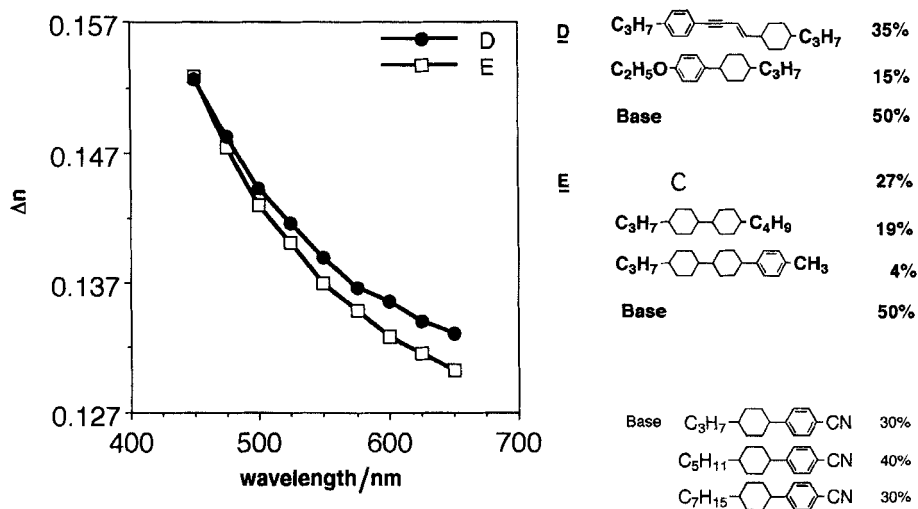 0.157
0.147
0.137
0.127
400 500 600 700
Δn
wavelength/nm
D
E
D
C₃H₇ C₃H₇ 35%
C₂H₅O C₃H₇ 15%
Base 50%
E
C 27%
C₃H₇ C₄H₉ 19%
C₃H₇ CH₃ 4%
Base 50%
Base C₃H₇ CN 30%
C₅H₁₁ CN 40%
C₇H₁₅ CN 30%